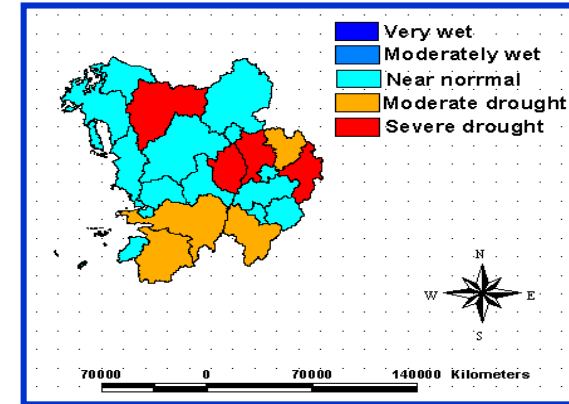 Very wet
Moderately wet
Near norrmal
Moderate drought
Severe drought
N
W E
S
70000 0 70000 140000 Kilometers